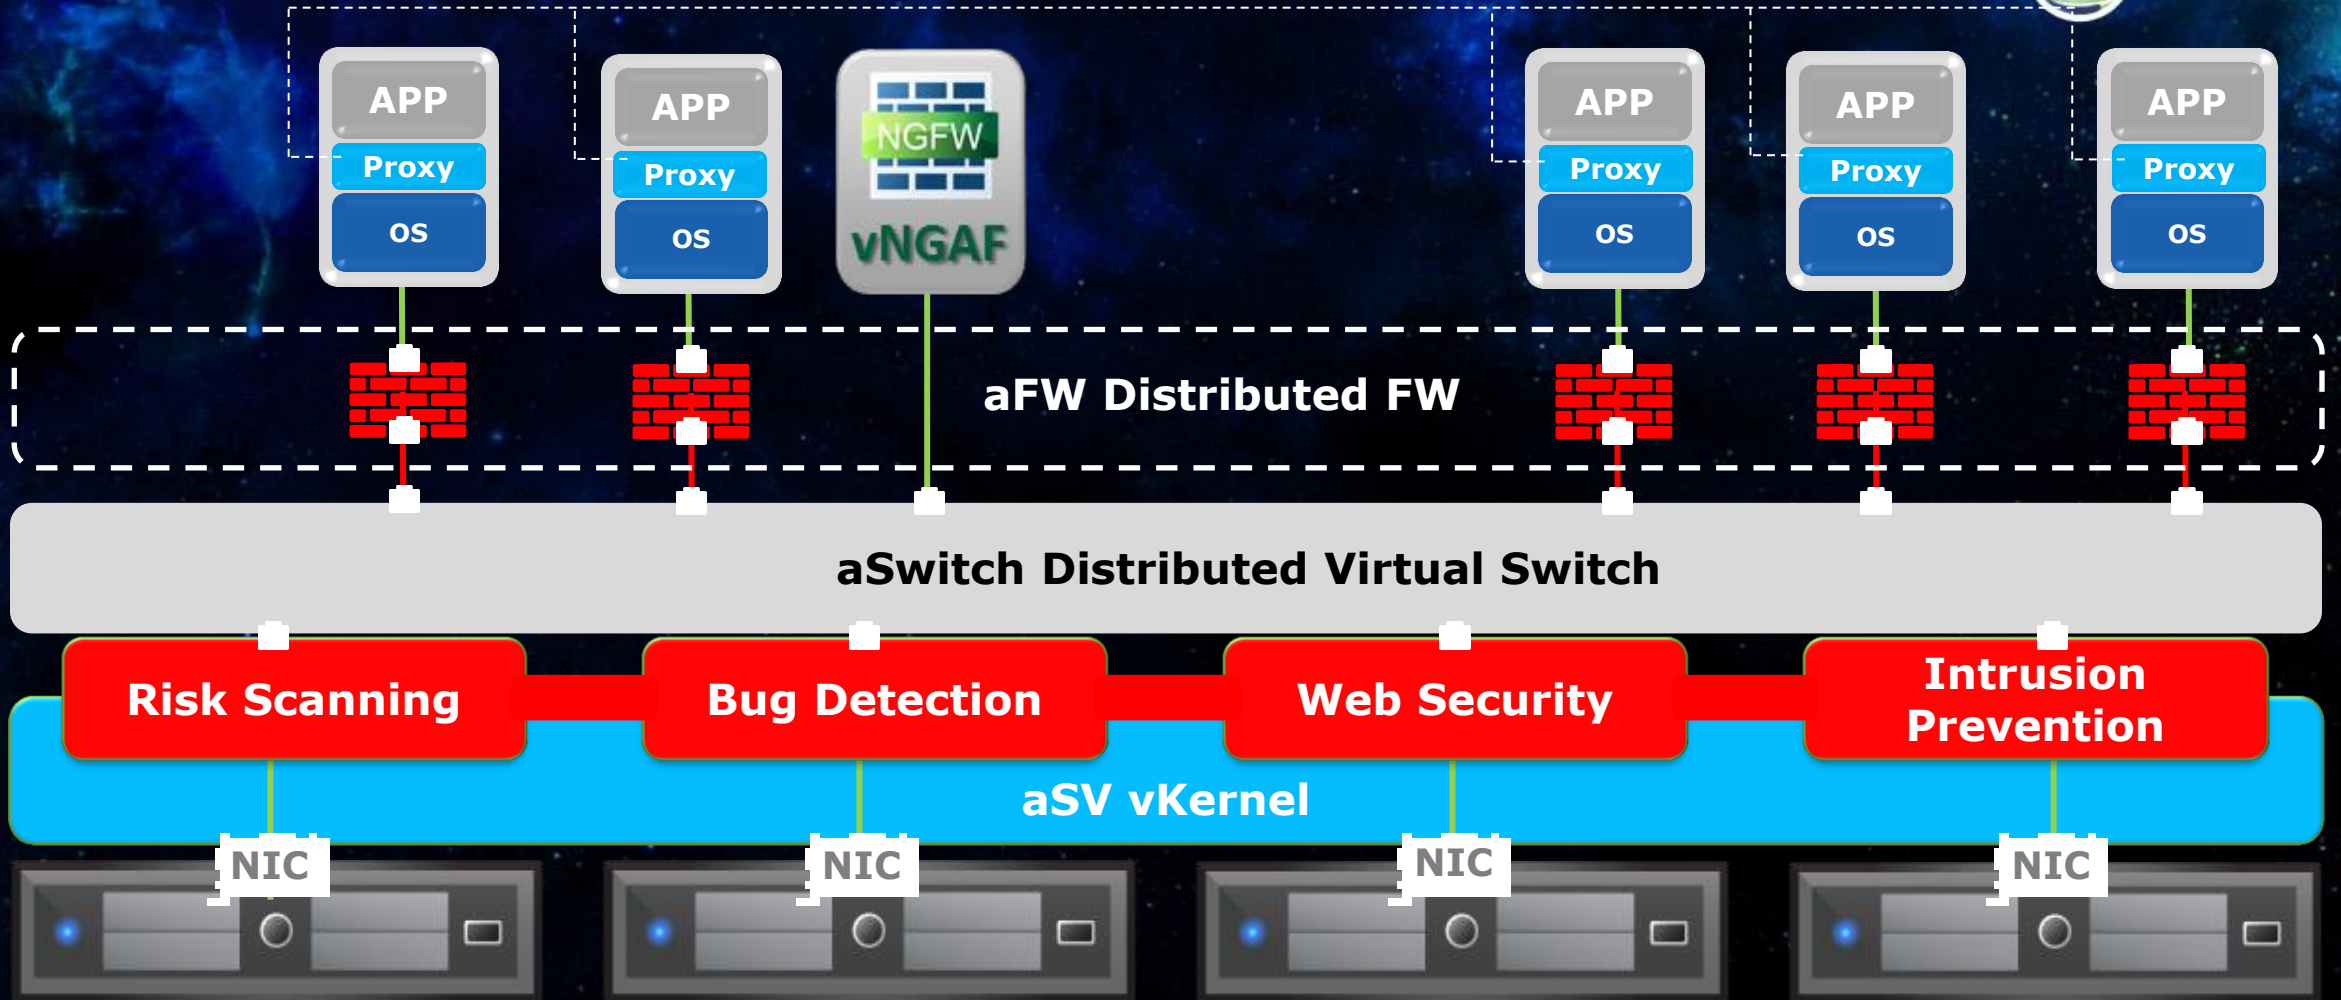 APP
Proxy
OS
APP
Proxy
OS
NGFW
vNGAF
APP
Proxy
OS
APP
Proxy
OS
APP
Proxy
OS
aFW Distributed FW
aSwitch Distributed Virtual Switch
Risk Scanning
Bug Detection
Web Security
Intrusion
Prevention
aSV vKernel
NIC
NIC
NIC
NIC